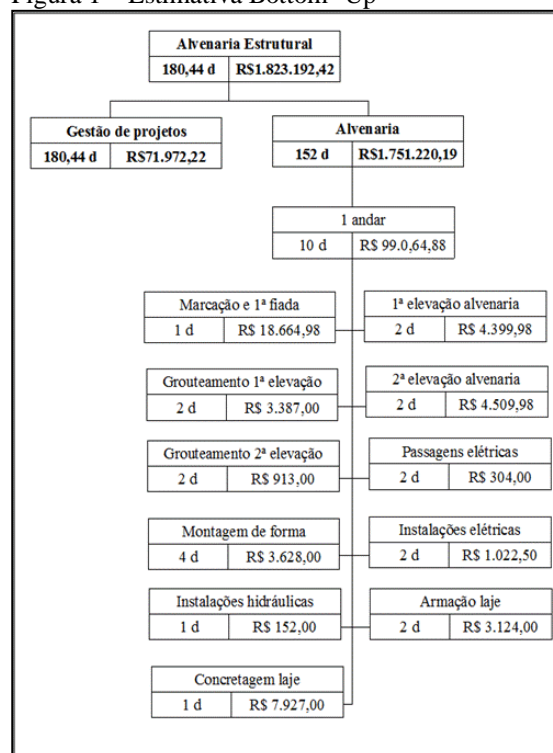 Figura 1 – Estimativa Bottom- Up
Alvenaria Estrutural
180,44 d R$1.823.192,42
Gestão de projetos
180,44 d R$71.972,22
Alvenaria
152 d R$1.751.220,19
1 andar
10 d R$ 99.0,64,88
Marcação e 1ª fiada
1 d R$ 18.664,98
1ª elevação alvenaria
2 d R$ 4.399,98
Grouteamento 1ª elevação
2 d R$ 3.387,00
2ª elevação alvenaria
2 d R$ 4.509,98
Grouteamento 2ª elevação
2 d R$ 913,00
Passagens elétricas
2 d R$ 304,00
Montagem de forma
4 d R$ 3.628,00
Instalações elétricas
2 d R$ 1.022,50
Instalações hidráulicas
1 d R$ 152,00
Armação laje
2 d R$ 3.124,00
Concretagem laje
1 d R$ 7.927,00